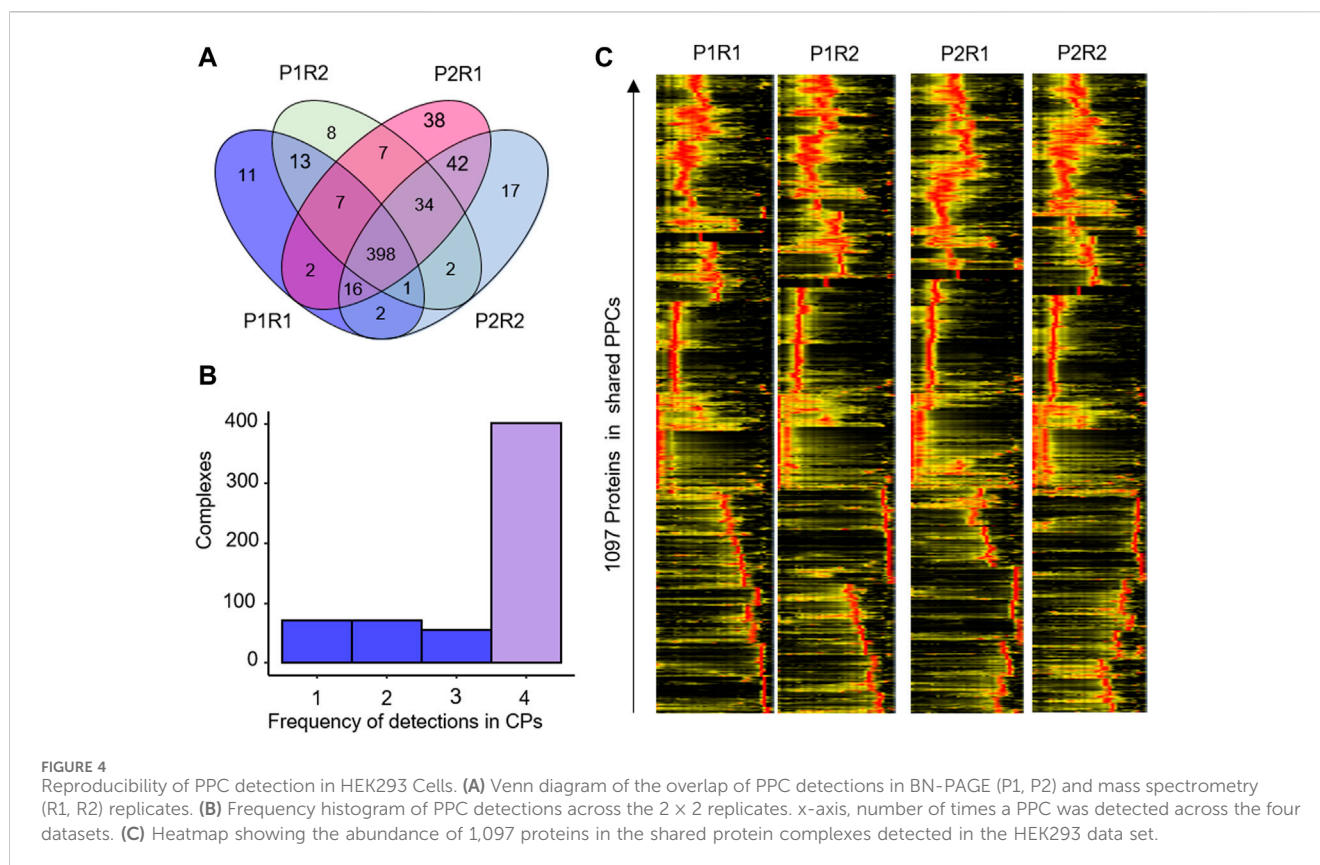 A
P1R2
P2R1
8
38
11
13
7
42
17
7
34
398
2
2
16
1
2
P1R1
P2R2
B
400
300
200
100
0
Complexes
1 2 3 4
Frequency of detections in CPs
C
P1R1 P1R2 P2R1 P2R2
1097 Proteins in shared PPCs
FIGURE 4
Reproducibility of PPC detection in HEK293 Cells. (A) Venn diagram of the overlap of PPC detections in BN-PAGE (P1, P2) and mass spectrometry
(R1, R2) replicates. (B) Frequency histogram of PPC detections across the 2 × 2 replicates. x-axis, number of times a PPC was detected across the four
datasets. (C) Heatmap showing the abundance of 1,097 proteins in the shared protein complexes detected in the HEK293 data set.